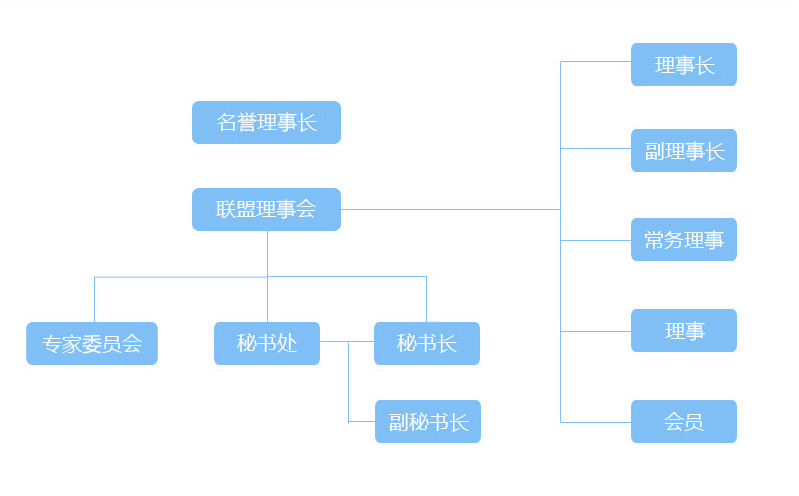 名誉理事长
联盟理事会
专家委员会
秘书处
秘书长
副秘书长
理事长
副理事长
常务理事
理事
会员